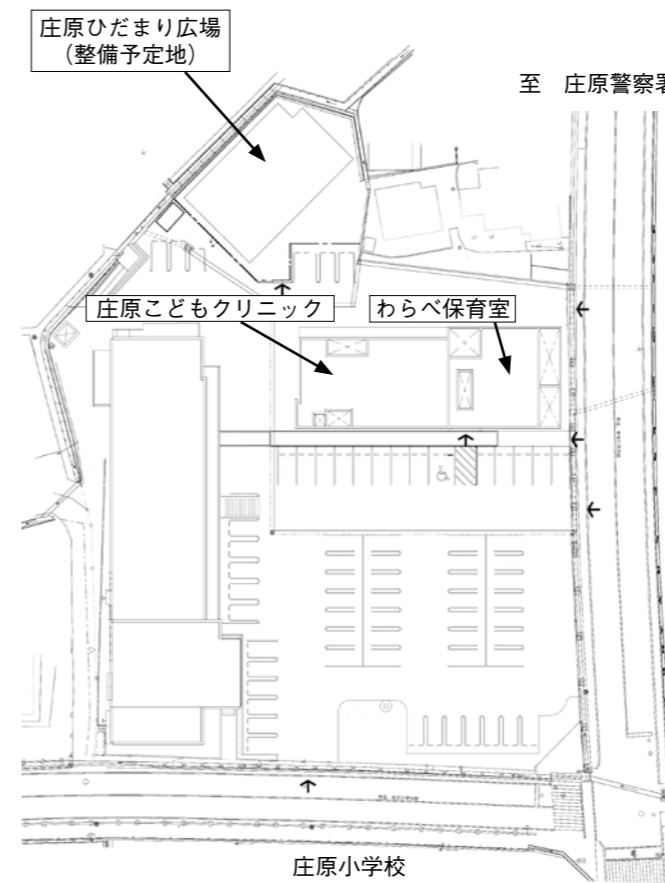 庄原ひだまり広場
（整備予定地）
至　庄原警察署
庄原こどもクリニック
わらべ保育室
庄原小学校